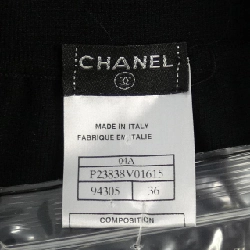 CHANEL
MADE IN ITALY
FABRIQUE EN ITALIE
04A
P23838V01615
94305 36
COMPOSITION